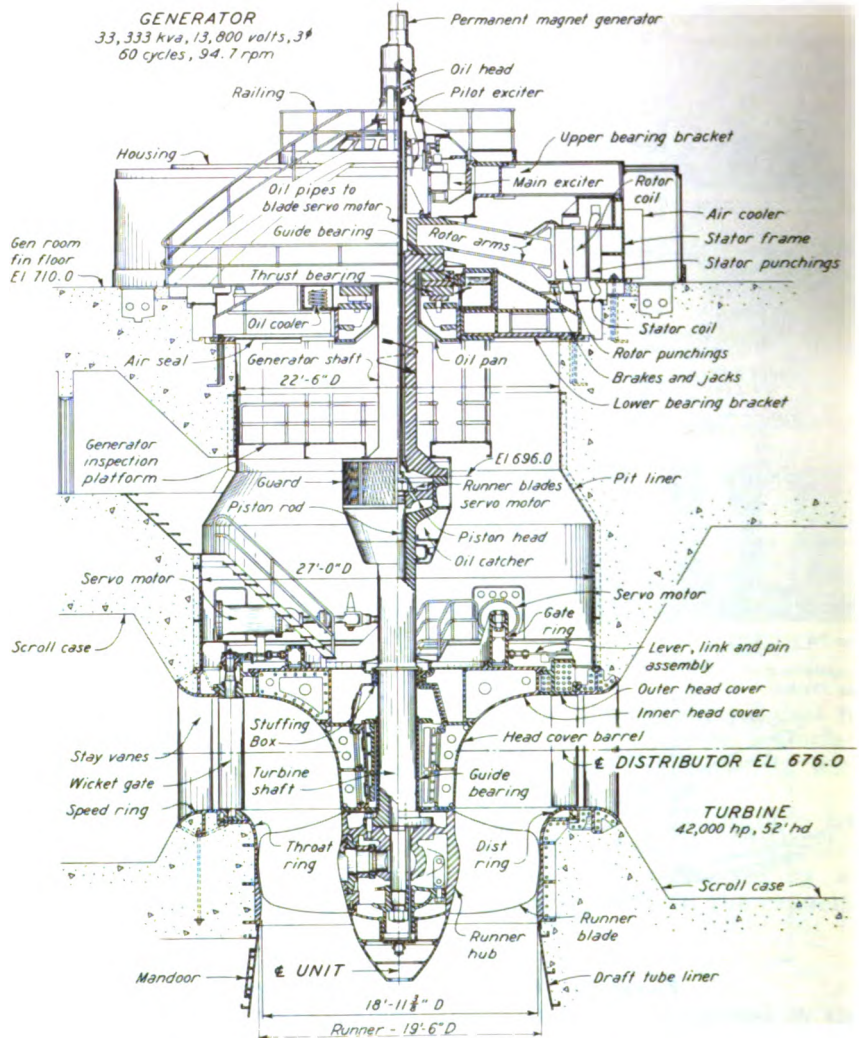 GENERATOR
33,333 kva, 13,800 volts, 3ϕ
60 cycles, 94.7 rpm
Permanent magnet generator
Oil head
Pilot exciter
Railing
Upper bearing bracket
Housing
Main exciter
Rotor
coil
Oil pipes to
blade servo motor
Air cooler
Guide bearing
Rotor arms
Stator frame
Gen room
fin floor
El 710.0
Thrust bearing
Stator punchings
Oil cooler
Stator coil
Air seal
Generator shaft
Oil pan
Rotor punchings
22'-6" D
Brakes and jacks
Lower bearing bracket
Generator
inspection
platform
El 696.0
Guard
Runner blades
servo motor
Pit liner
Piston rod
Piston head
Oil catcher
27'-0" D
Servo motor
Servo motor
Gate
ring
Scroll case
Lever, link and pin
assembly
Outer head cover
Inner head cover
Stuffing
Box
Head cover barrel
Stay vanes
℄ DISTRIBUTOR EL 676.0
Wicket gate
Turbine
shaft
Guide
bearing
Speed ring
TURBINE
42,000 hp, 52' hd
Throat
ring
Dist
ring
Scroll case
Runner
blade
Runner
hub
℄ UNIT
Mandoor
Draft tube liner
18'-11 3/8" D
Runner - 19'-6" D